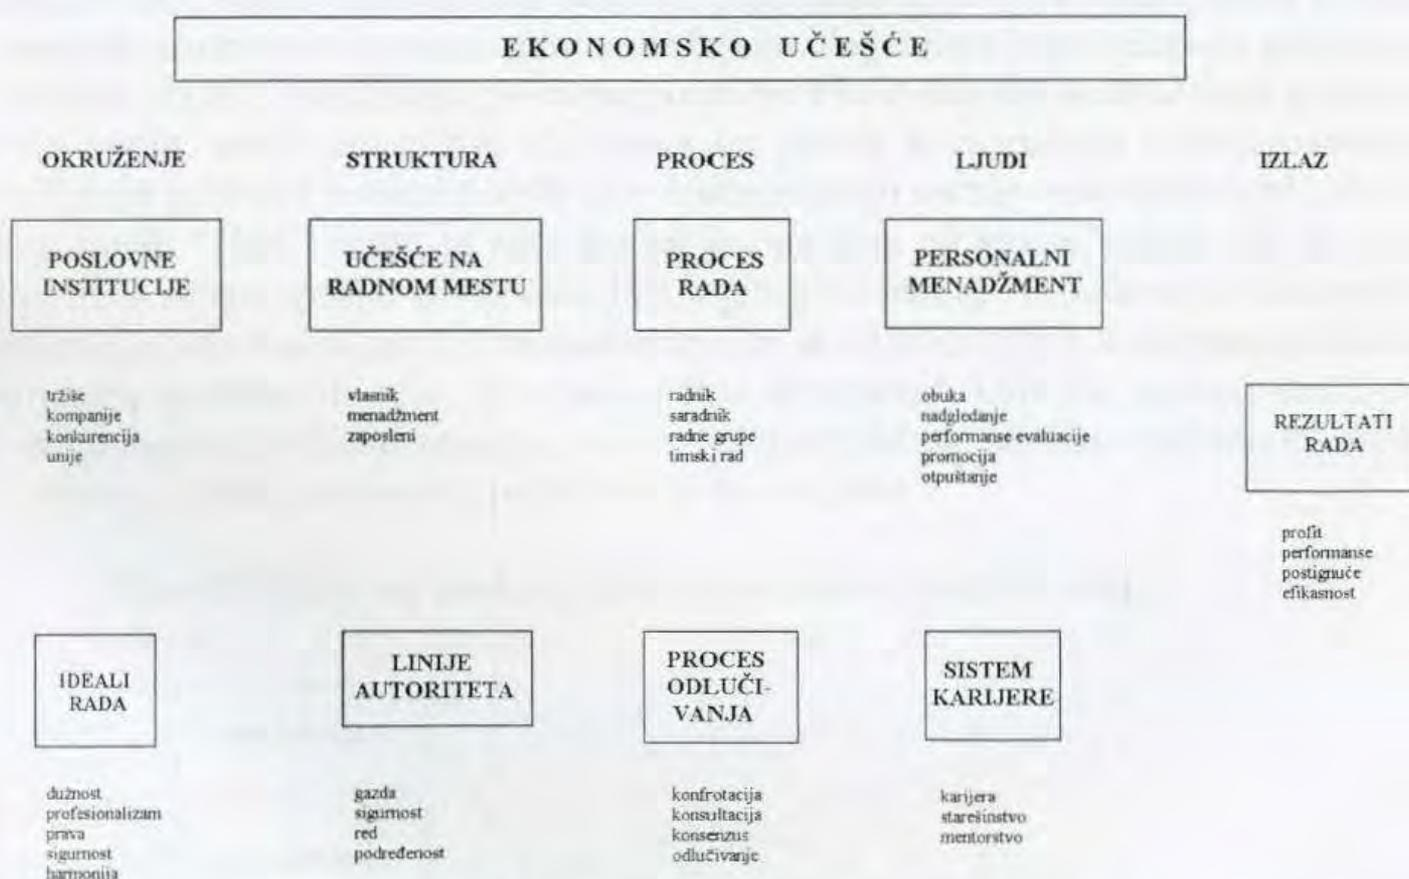 EKONOMSKO UČEŠĆE
OKRUŽENJE
STRUKTURA
PROCES
LJUDI
IZLAZ
POSLOVNE
INSTITUCIJE
UČEŠĆE NA
RADNOM MESTU
PROCES
RADA
PERSONALNI
MENADŽMENT
tržiše
kompanije
konkurencija
unije
vlasnik
menadžment
zaposleni
radnik
saradnik
radne grupe
timski rad
obuka
nadgledanje
performanse evaluacije
promocija
otpuštanje
REZULTATI
RADA
profit
performanse
postignuče
efikasnost
IDEALI
RADA
LINIJE
AUTORITETA
PROCES
ODLUČI-
VANJA
SISTEM
KARIJERE
dužnost
profesionalizam
prava
sigurnost
harmonija
gazda
sigurnost
red
podređenost
konfrotacija
konsultacija
konsenzus
odlučivanje
karijera
starešinstvo
mentorstvo